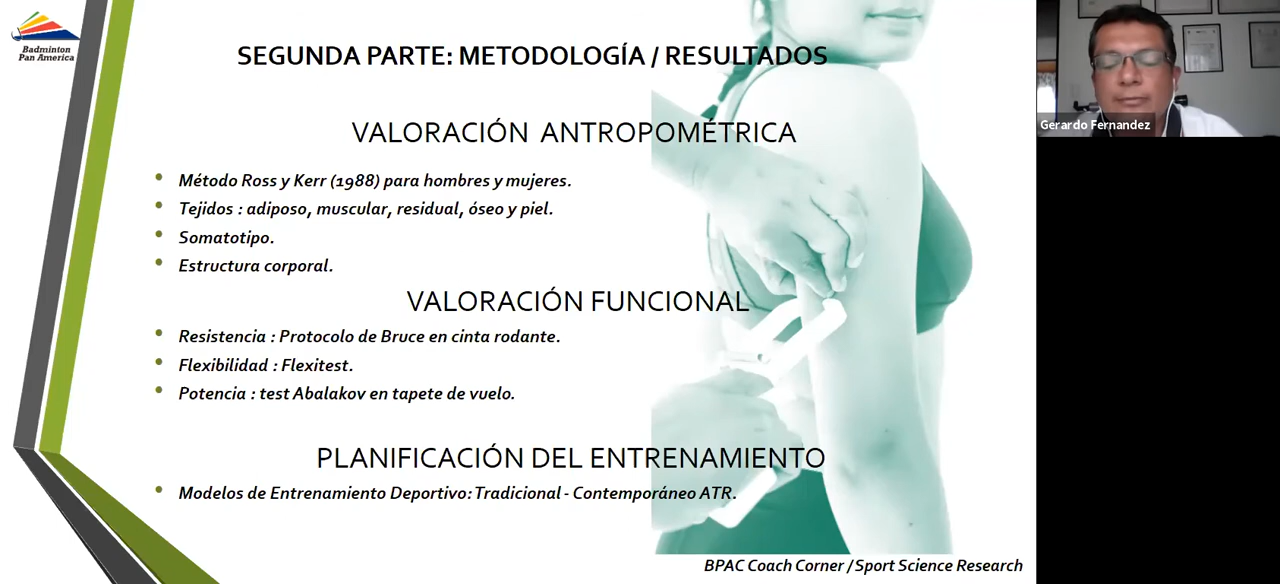 Badminton
Pan America
SEGUNDA PARTE: METODOLOGÍA / RESULTADOS
VALORACIÓN ANTROPOMÉTRICA
• Método Ross y Kerr (1988) para hombres y mujeres.
• Tejidos : adiposo, muscular, residual, óseo y piel.
• Somatotipo.
• Estructura corporal.
VALORACIÓN FUNCIONAL
• Resistencia : Protocolo de Bruce en cinta rodante.
• Flexibilidad : Flexitest.
• Potencia : test Abalakov en tapete de vuelo.
PLANIFICACIÓN DEL ENTRENAMIENTO
• Modelos de Entrenamiento Deportivo: Tradicional - Contemporáneo ATR.
BPAC Coach Corner / Sport Science Research
Gerardo Fernandez